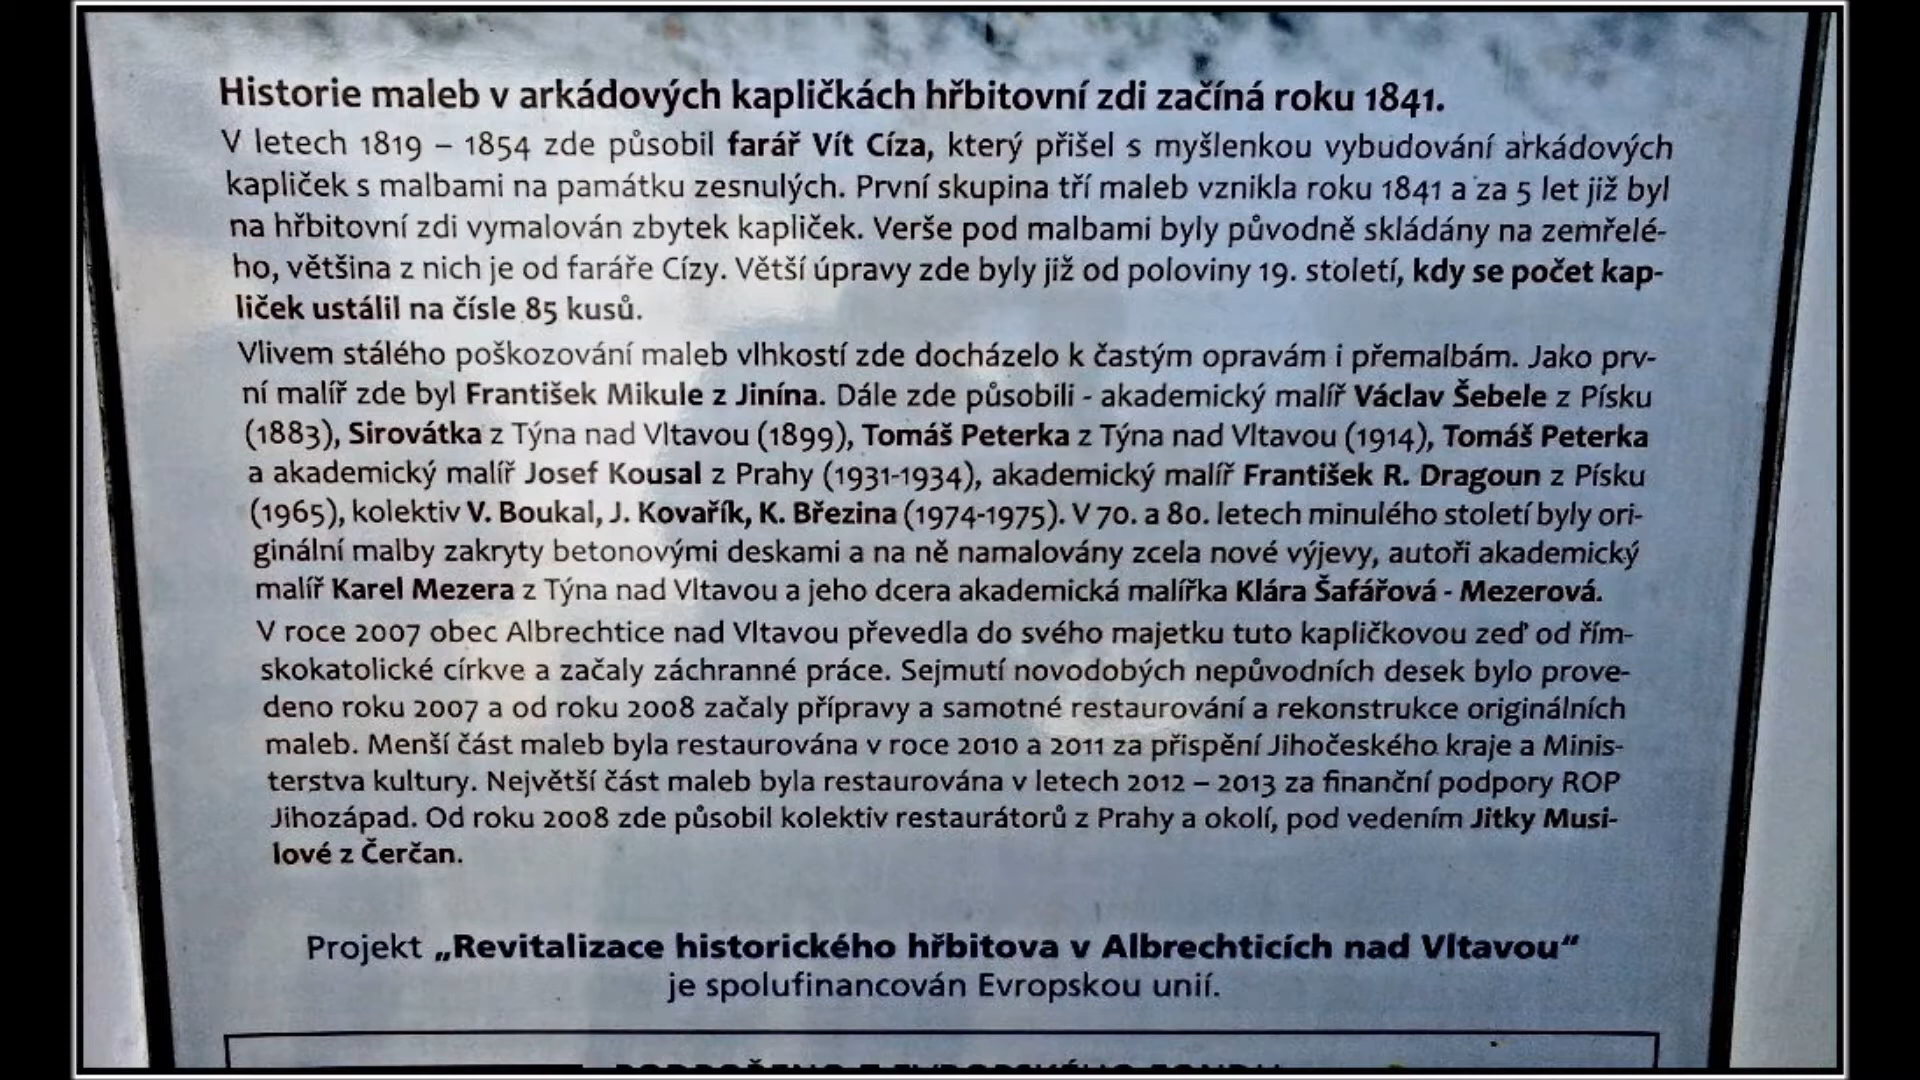 Historie maleb v arkádových kapličkách hřbitovní zdi začíná roku 1841.
V letech 1819 – 1854 zde působil farář Vít Cíza, který přišel s myšlenkou vybudování arkádových
kapliček s malbami na památku zesnulých. První skupina tří maleb vznikla roku 1841 a za 5 let již byl
na hřbitovní zdi vymalován zbytek kapliček. Verše pod malbami byly původně skládány na zemřelé-
ho, většina z nich je od faráře Cízy. Větší úpravy zde byly již od poloviny 19. století, kdy se počet kap-
liček ustálil na čísle 85 kusů.
Vlivem stálého poškozování maleb vlhkostí zde docházelo k častým opravám i přemalbám. Jako prv-
ní malíř zde byl František Mikule z Jinína. Dále zde působili - akademický malíř Václav Šebele z Písku
(1883), Sirovátka z Týna nad Vltavou (1899), Tomáš Peterka z Týna nad Vltavou (1914), Tomáš Peterka
a akademický malíř Josef Kousal z Prahy (1931-1934), akademický malíř František R. Dragoun z Písku
(1965), kolektiv V. Boukal, J. Kovařík, K. Březina (1974-1975). V 70. a 80. letech minulého století byly ori-
ginální malby zakryty betonovými deskami a na ně namalovány zcela nové výjevy, autoři akademický
malíř Karel Mezera z Týna nad Vltavou a jeho dcera akademická malířka Klára Šafářová - Mezerová.
V roce 2007 obec Albrechtice nad Vltavou převedla do svého majetku tuto kapličkovou zeď od řím-
skokatolické církve a začaly záchranné práce. Sejmutí novodobých nepůvodních desek bylo prove-
deno roku 2007 a od roku 2008 začaly přípravy a samotné restaurování a rekonstrukce originálních
maleb. Menší část maleb byla restaurována v roce 2010 a 2011 za přispění Jihočeského kraje a Minis-
terstva kultury. Největší část maleb byla restaurována v letech 2012 – 2013 za finanční podpory ROP
Jihozápad. Od roku 2008 zde působil kolektiv restaurátorů z Prahy a okolí, pod vedením Jitky Musi-
lové z Čerčan.
Projekt „Revitalizace historického hřbitova v Albrechticích nad Vltavou“
je spolufinancován Evropskou unií.